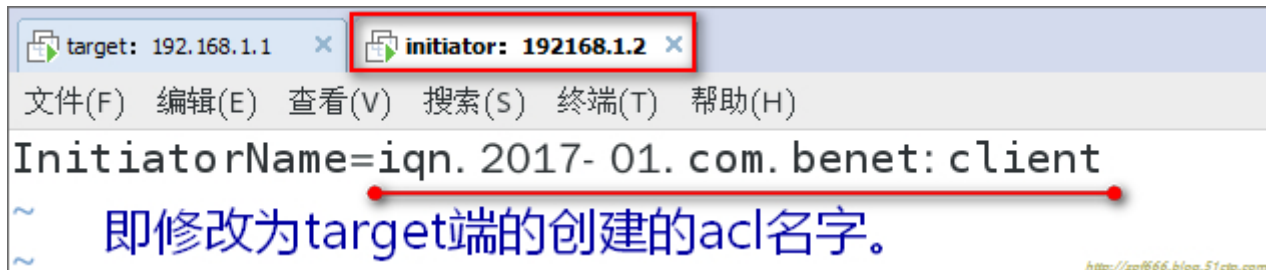 target: 192.168.1.1 × initiator: 192168.1.2 ×
文件(F) 编辑(E) 查看(V) 搜索(S) 终端(T) 帮助(H)
InitiatorName=iqn.2017-01.com.benet:client
~ 即修改为target端的创建的acl名字。
~